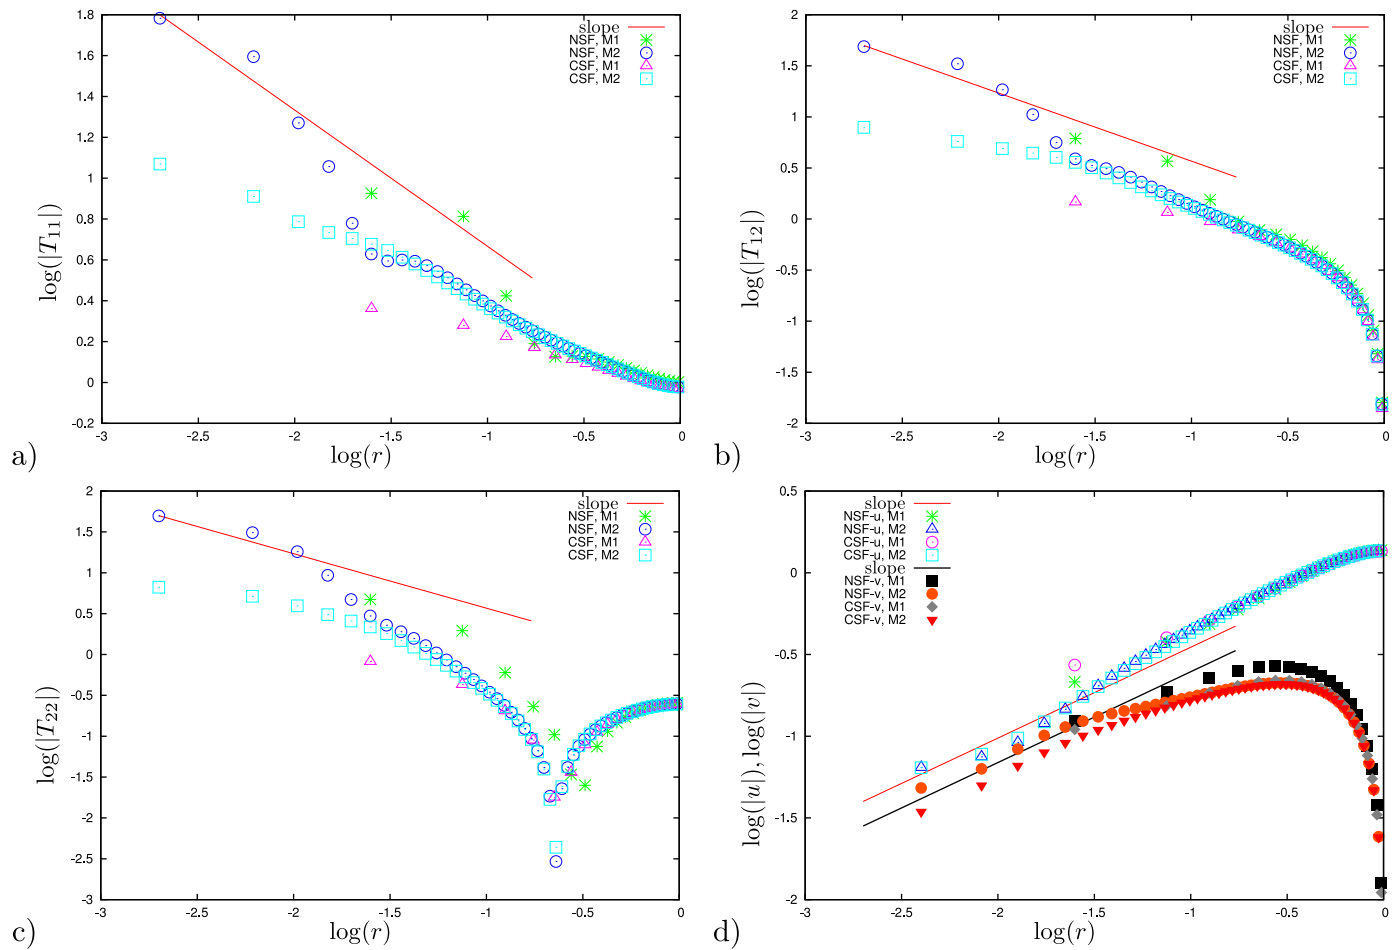 1.8
1.6
1.4
1.2
1
0.8
0.6
0.4
0.2
0
-0.2
log(|T11|)
-3
-2.5
-2
-1.5
-1
-0.5
0
log(r)
slope
NSF, M1
NSF, M2
CSF, M1
CSF, M2
a)
2
1.5
1
0.5
0
-0.5
-1
-1.5
-2
log(|T12|)
-3
-2.5
-2
-1.5
-1
-0.5
0
log(r)
slope
NSF, M1
NSF, M2
CSF, M1
CSF, M2
b)
2
1.5
1
0.5
0
-0.5
-1
-1.5
-2
-2.5
-3
log(|T22|)
-3
-2.5
-2
-1.5
-1
-0.5
0
log(r)
slope
NSF, M1
NSF, M2
CSF, M1
CSF, M2
c)
0.5
0
-0.5
-1
-1.5
-2
log(|u|), log(|v|)
-3
-2.5
-2
-1.5
-1
-0.5
0
log(r)
slope
NSF-u, M1
NSF-u, M2
CSF-u, M1
CSF-u, M2
slope
NSF-v, M1
NSF-v, M2
CSF-v, M1
CSF-v, M2
d)